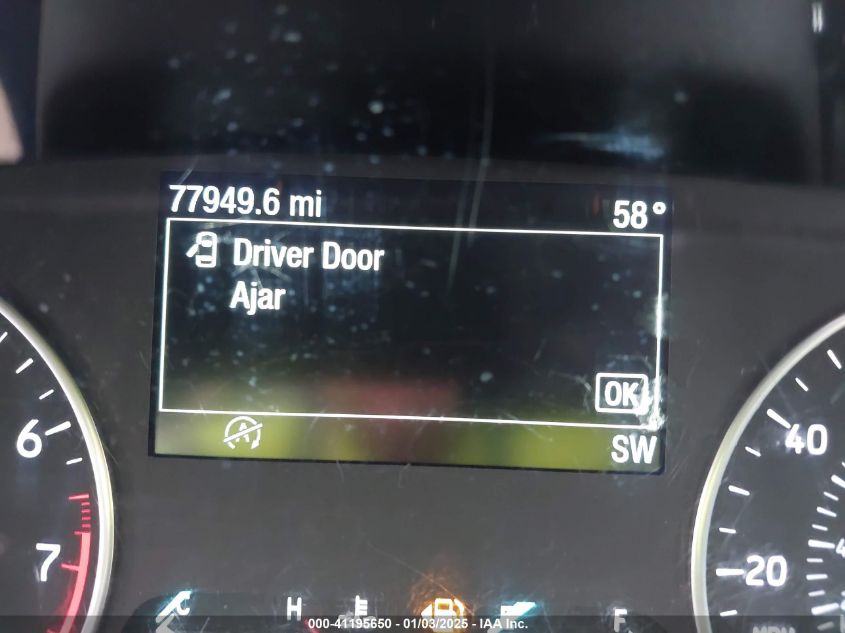 77949.6 mi 58°
Driver Door
Ajar
OK
A
SW
6
7
40
20
C
H
F
000-41195650 - 01/03/2025 - IAA Inc.